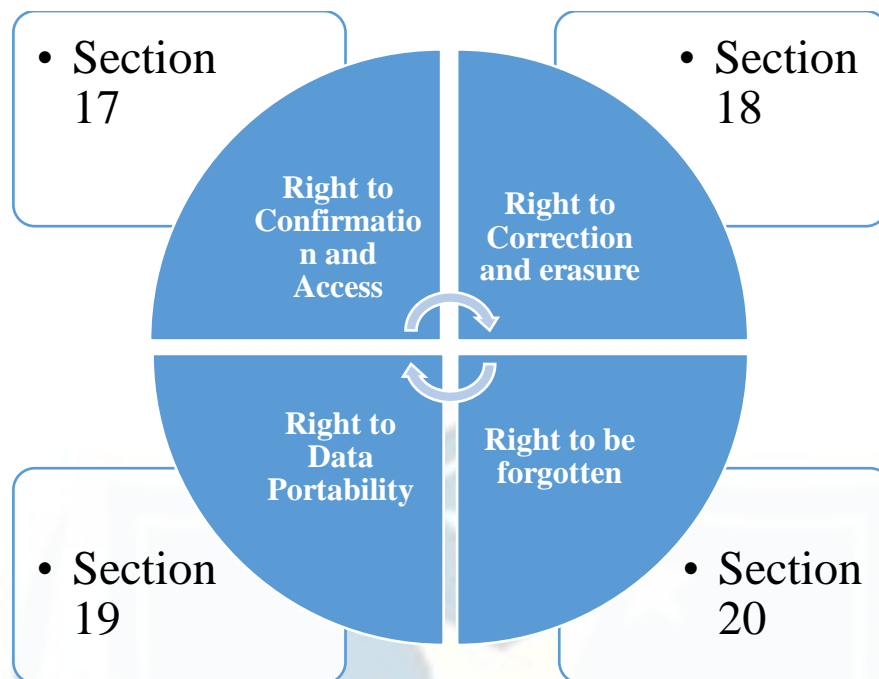 • Section
17
• Section
18
Right to
Confirmatio
n and
Access
Right to
Correction
and erasure
Right to
Data
Portability
Right to be
forgotten
• Section
19
• Section
20